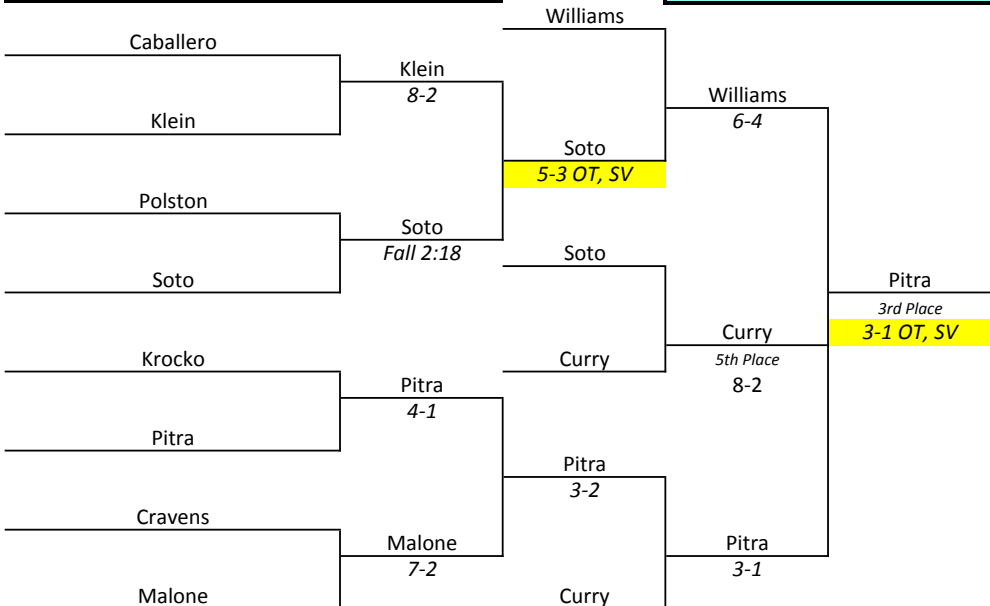 Williams
Caballero
Klein
8-2
Williams
6-4
Klein
Soto
5-3 OT, SV
Polston
Soto
Fall 2:18
Soto
Soto
Pitra
3rd Place
3-1 OT, SV
Curry
5th Place
8-2
Krocko
Curry
Pitra
4-1
Pitra
Pitra
3-2
Cravens
Malone
7-2
Pitra
3-1
Malone
Curry